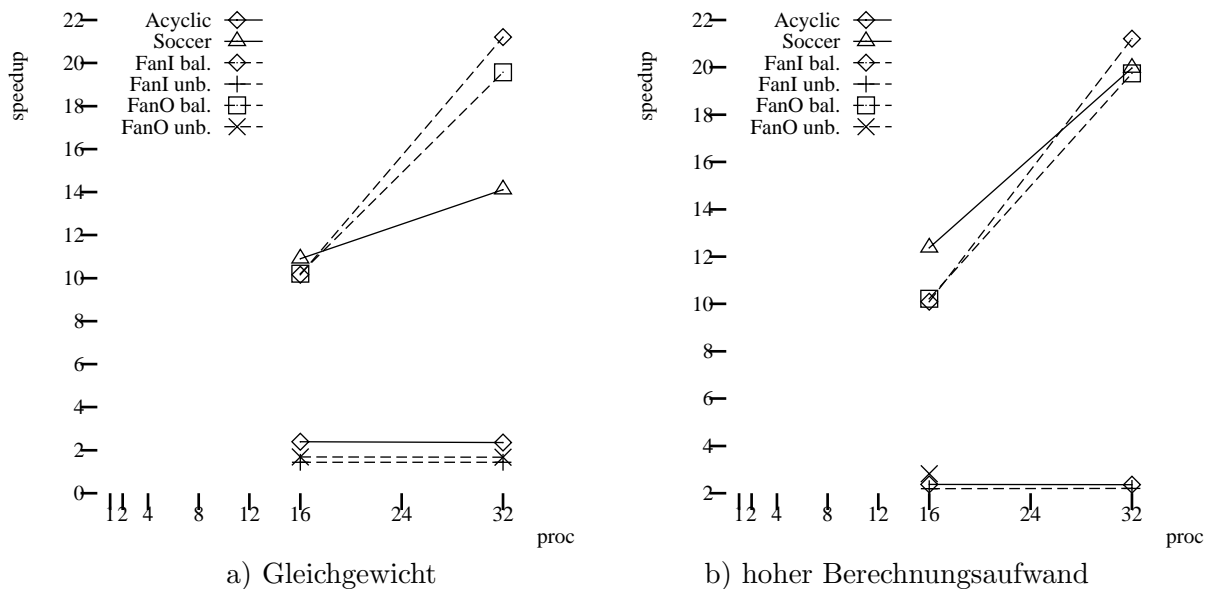 speedup
22
20
18
16
14
12
10
8
6
4
2
0
Acyclic
Soccer
FanI bal.
FanI unb.
FanO bal.
FanO unb.
1 2 4 8 12 16 24 32
proc
a) Gleichgewicht
speedup
22
20
18
16
14
12
10
8
6
4
2
Acyclic
Soccer
FanI bal.
FanI unb.
FanO bal.
FanO unb.
1 2 4 8 12 16 24 32
proc
b) hoher Berechnungsaufwand